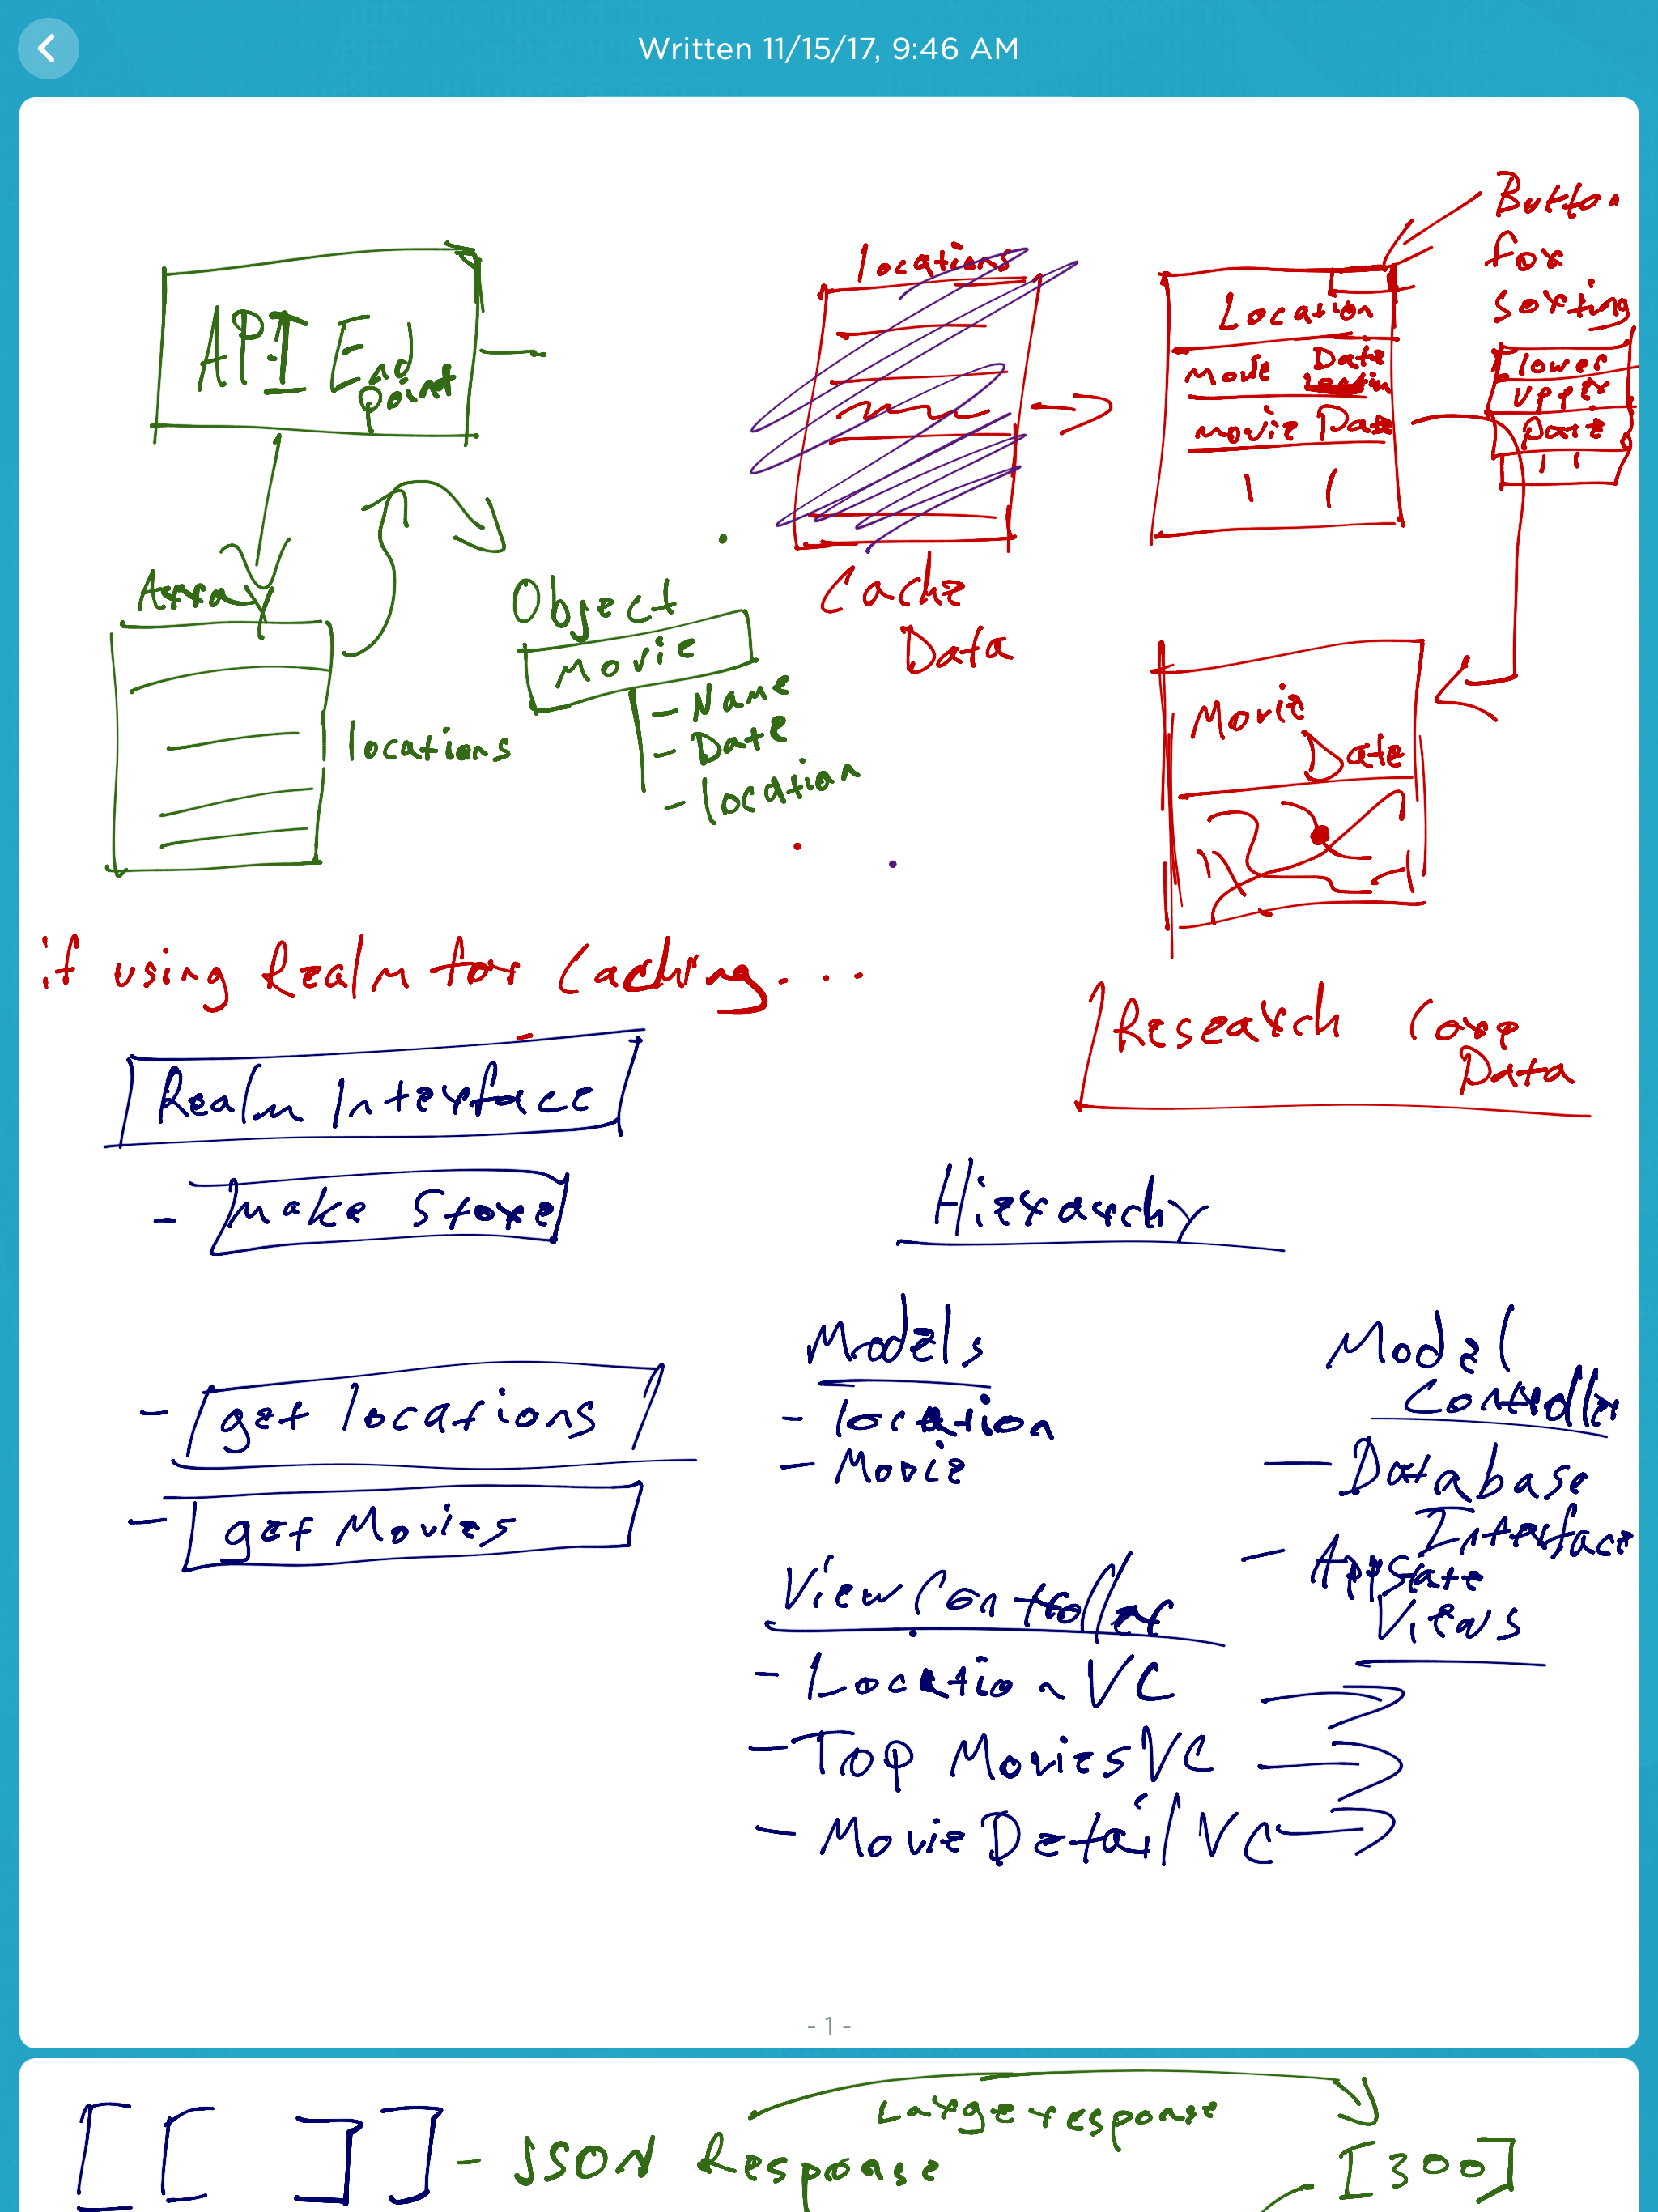 Written 11/15/17, 9:46 AM
API End
Point
Array
locations
Object
Movie
- Name
- Date
- location
locations
Cache
Data
Button
for
sorting
Location
Movie Date
Movie Date
lower
upper
Date
Movie
Date
if using Realm for Caching...
Research Core
Data
Realm Interface
- Make Store
- get locations
- get Movies
Hierarchy
Models
- location
- Movie
Model
Controller
- Database
Interface
- AppState
View Controller
- Location VC
- Top Movies VC
- Movie Detail VC
Views
- 1 -
[[ ]] - JSON Response
Large response
[300]